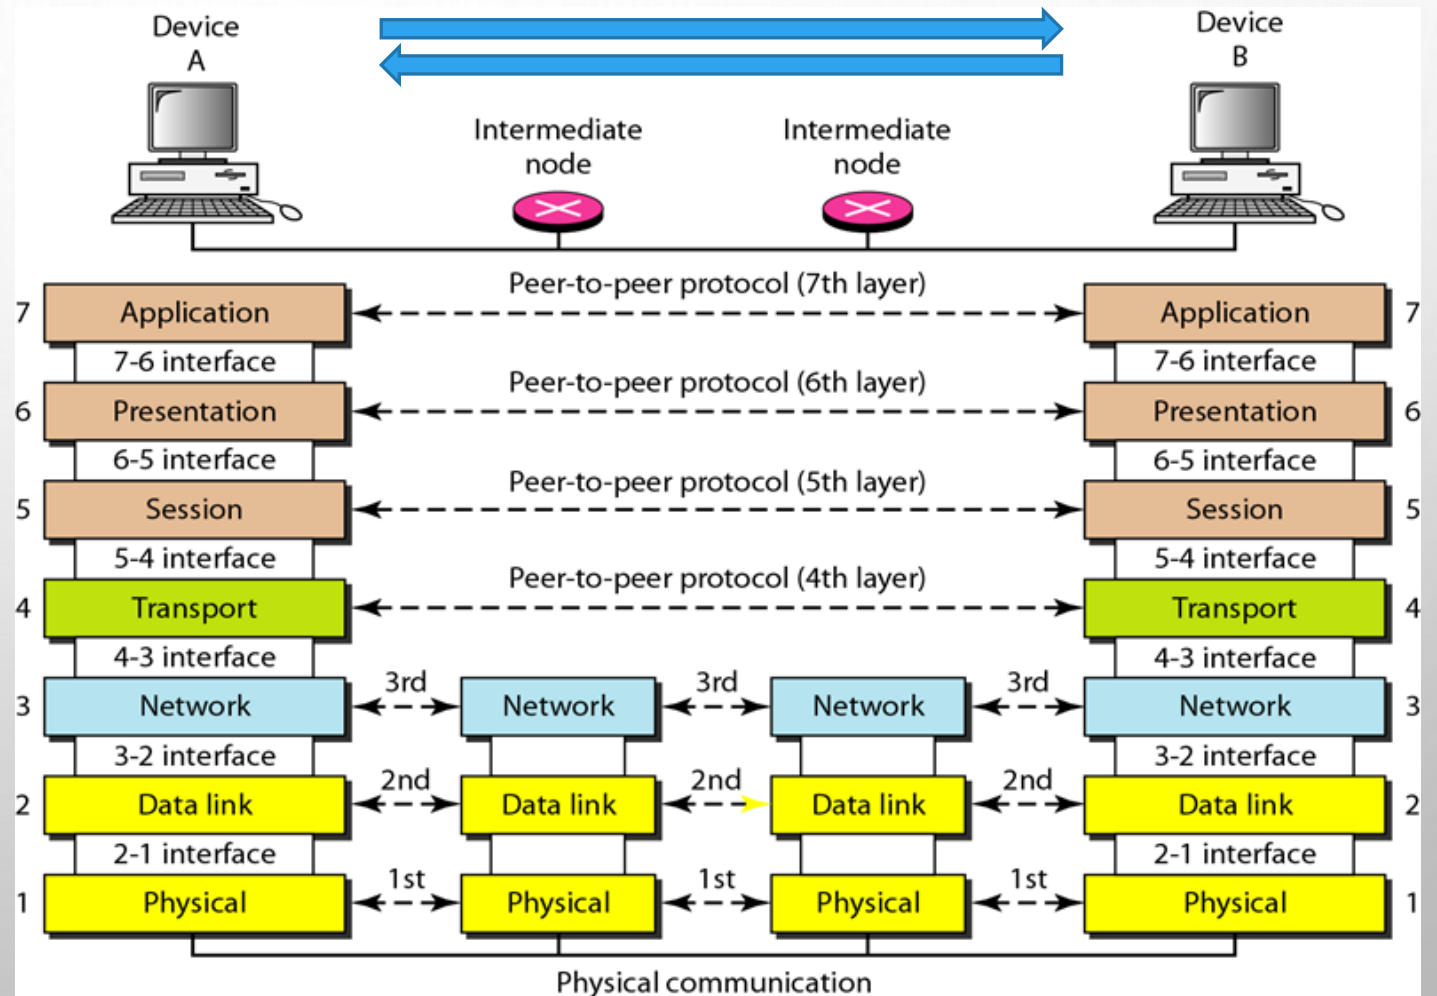 Device
A
Device
B
Intermediate
node
Intermediate
node
Peer-to-peer protocol (7th layer)
7 Application Application 7
7-6 interface 7-6 interface
Peer-to-peer protocol (6th layer)
6 Presentation Presentation 6
6-5 interface 6-5 interface
Peer-to-peer protocol (5th layer)
5 Session Session 5
5-4 interface 5-4 interface
Peer-to-peer protocol (4th layer)
4 Transport Transport 4
4-3 interface 4-3 interface
3rd 3rd 3rd
3 Network Network Network Network 3
3-2 interface 3-2 interface
2nd 2nd 2nd
2 Data link Data link Data link Data link 2
2-1 interface 2-1 interface
1st 1st 1st
1 Physical Physical Physical Physical 1
Physical communication